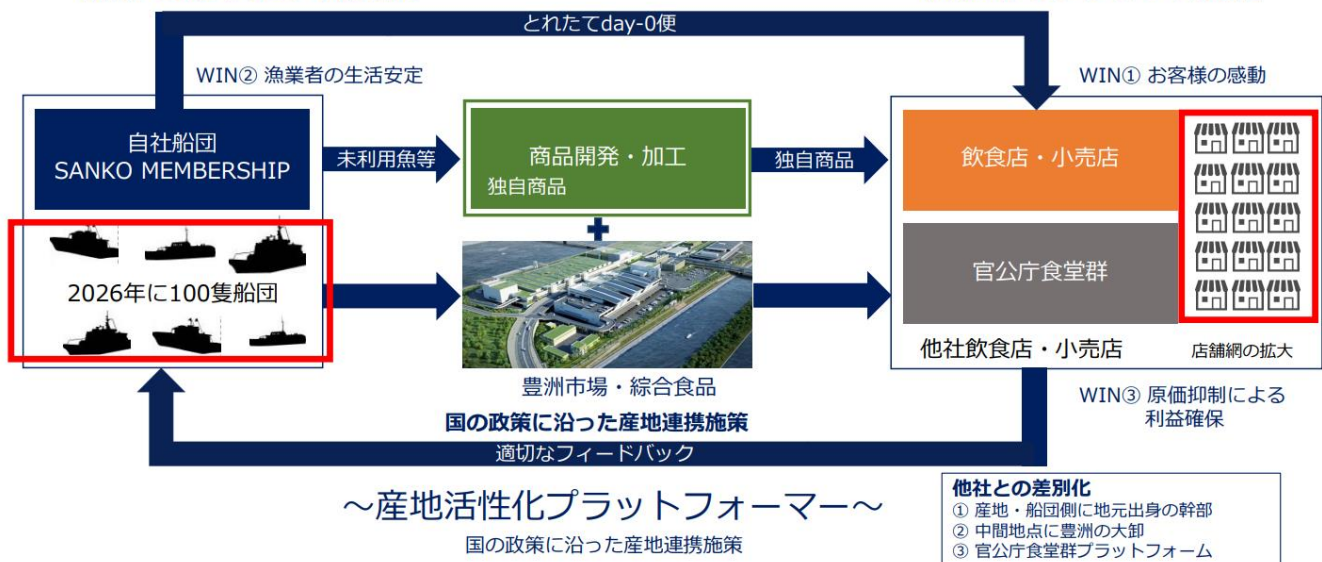 とれたてday-0便
WIN② 漁業者の生活安定
WIN① お客様の感動
自社船団
SANKO MEMBERSHIP
未利用魚等
商品開発・加工
独自商品
独自商品
飲食店・小売店
2026年に100隻船団
官公庁食堂群
他社飲食店・小売店
店舗網の拡大
豊洲市場・綜合食品
国の政策に沿った産地連携施策
WIN③ 原価抑制による
利益確保
適切なフィードバック
～産地活性化プラットフォーマー～
国の政策に沿った産地連携施策
他社との差別化
① 産地・船団側に地元出身の幹部
② 中間地点に豊洲の大卸
③ 官公庁食堂群プラットフォーム